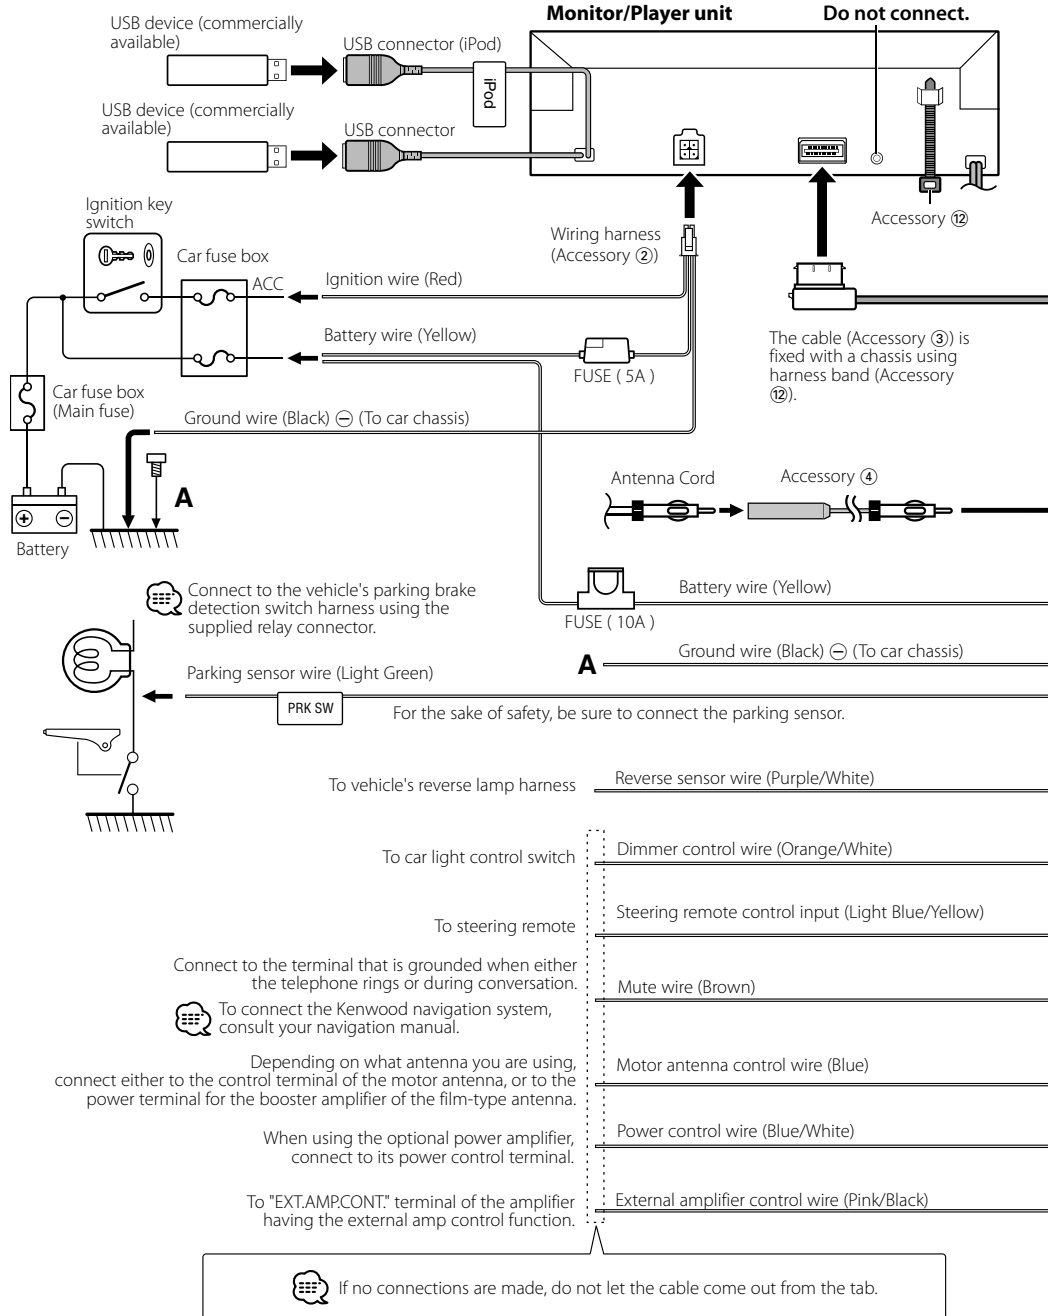 Monitor/Player unit
Do not connect.
USB device (commercially
available)
USB connector (iPod)
iPod
USB device (commercially
available)
USB connector
Ignition key
switch
Car fuse box
ACC
Ignition wire (Red)
Wiring harness
(Accessory ②)
Accessory ⑫
Battery wire (Yellow)
FUSE ( 5A )
The cable (Accessory ③) is
fixed with a chassis using
harness band (Accessory
⑫).
Car fuse box
(Main fuse)
Ground wire (Black) ⊖ (To car chassis)
A
Battery
Antenna Cord
Accessory ④
Connect to the vehicle's parking brake
detection switch harness using the
supplied relay connector.
Battery wire (Yellow)
FUSE ( 10A )
A
Ground wire (Black) ⊖ (To car chassis)
Parking sensor wire (Light Green)
PRK SW
For the sake of safety, be sure to connect the parking sensor.
To vehicle's reverse lamp harness
Reverse sensor wire (Purple/White)
To car light control switch
Dimmer control wire (Orange/White)
To steering remote
Steering remote control input (Light Blue/Yellow)
Connect to the terminal that is grounded when either
the telephone rings or during conversation.
Mute wire (Brown)
To connect the Kenwood navigation system,
consult your navigation manual.
Depending on what antenna you are using,
connect either to the control terminal of the motor antenna, or to the
power terminal for the booster amplifier of the film-type antenna.
Motor antenna control wire (Blue)
When using the optional power amplifier,
connect to its power control terminal.
Power control wire (Blue/White)
To "EXT.AMP.CONT." terminal of the amplifier
having the external amp control function.
External amplifier control wire (Pink/Black)
If no connections are made, do not let the cable come out from the tab.